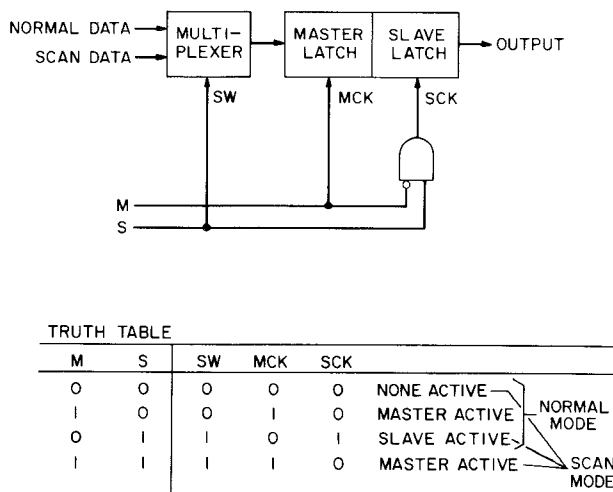 NORMAL DATA
SCAN DATA
MULTI-
PLEXER
MASTER
LATCH
SLAVE
LATCH
OUTPUT
SW
MCK
SCK
M
S
TRUTH TABLE
M S SW MCK SCK
0 0 0 0 0 NONE ACTIVE
1 0 0 1 0 MASTER ACTIVE
0 1 1 0 1 SLAVE ACTIVE
1 1 1 1 0 MASTER ACTIVE
NORMAL
MODE
SCAN
MODE